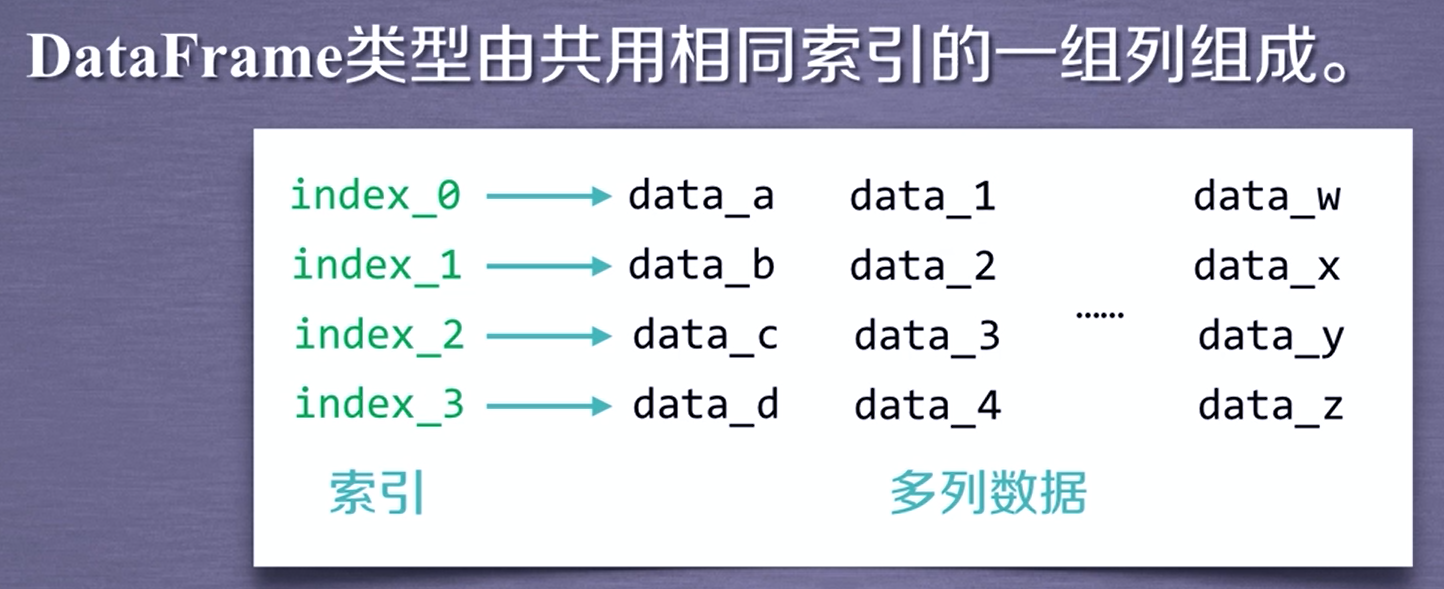 DataFrame类型由共用相同索引的一组列组成。
index_0 data_a data_1 data_w
index_1 data_b data_2 data_x
index_2 data_c data_3 …… data_y
index_3 data_d data_4 data_z
索引 多列数据